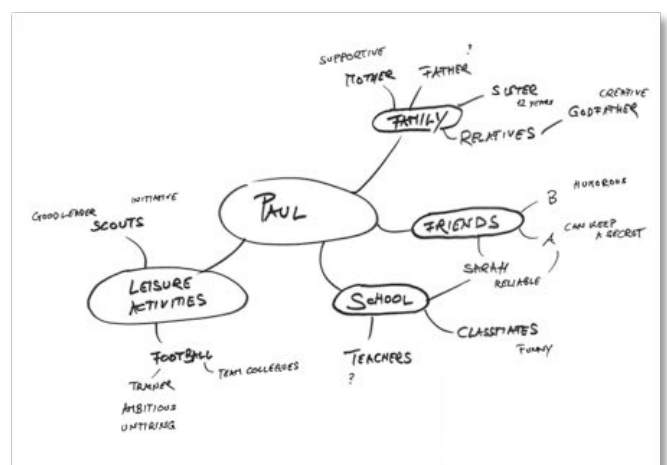 ?
SUPPORTIVE
MOTHER
FATHER
SISTER
12 YEARS
CREATIVE
GODFATHER
FAMILY
RELATIVES
PAUL
B
HUMOROUS
FRIENDS
A
CAN KEEP
A SECRET
SARAH
RELIABLE
GOOD LEADER
INITIATIVE
SCOUTS
LEISURE
ACTIVITIES
SCHOOL
CLASSMATES
FUNNY
TEACHERS
?
FOOTBALL
TEAM COLLEGES
TRAINER
AMBITIOUS
UNTIRING